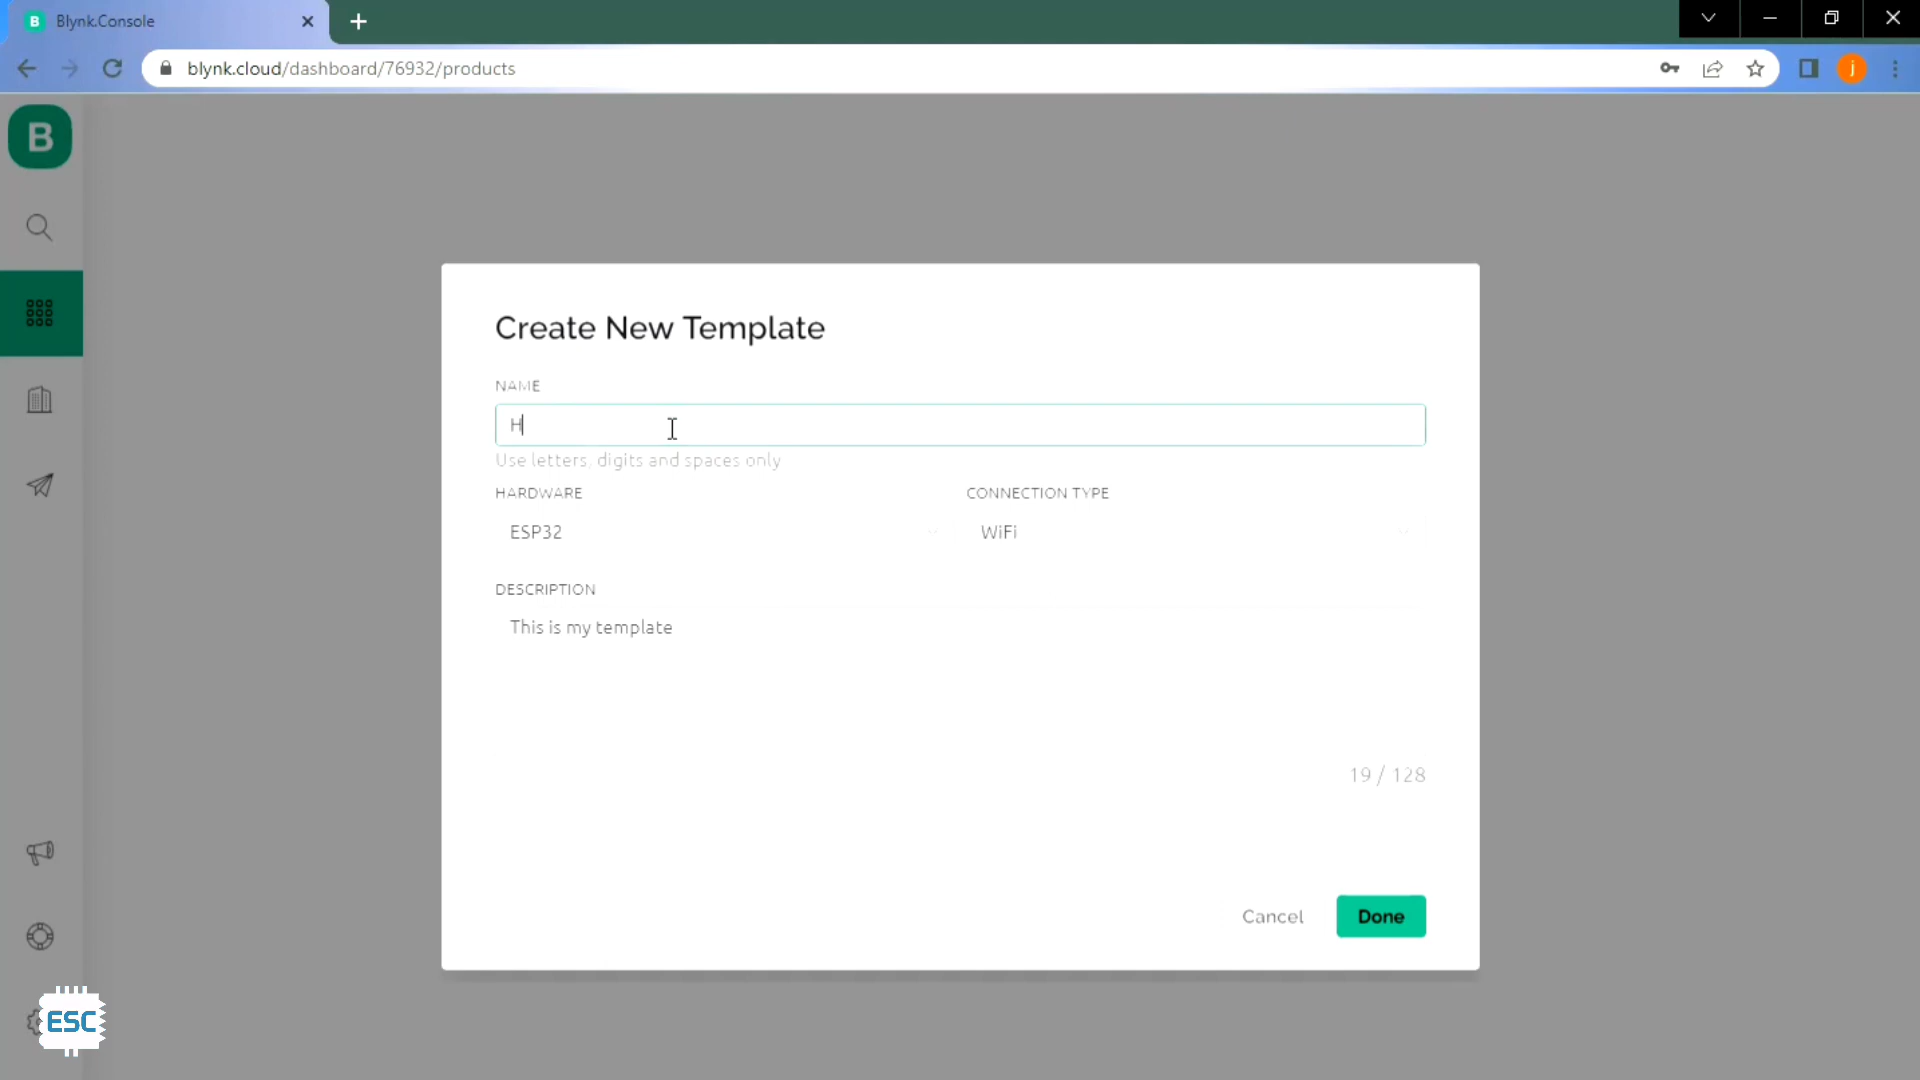 B Blynk.Console
blynk.cloud/dashboard/76932/products
j
B
Create New Template
NAME
H
Use letters, digits and spaces only
HARDWARE
CONNECTION TYPE
ESP32
WiFi
DESCRIPTION
This is my template
19 / 128
Cancel
Done
ESC